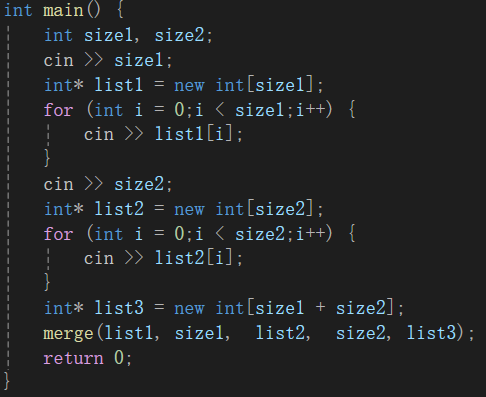 int main() {
int size1, size2;
cin >> size1;
int* list1 = new int[size1];
for (int i = 0;i < size1;i++) {
cin >> list1[i];
}
cin >> size2;
int* list2 = new int[size2];
for (int i = 0;i < size2;i++) {
cin >> list2[i];
}
int* list3 = new int[size1 + size2];
merge(list1, size1,  list2,  size2, list3);
return 0;
}